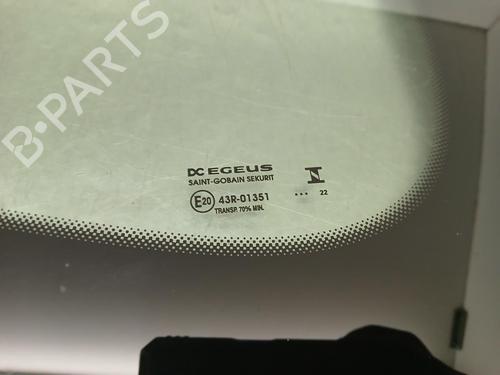 B-PARTS
EGEUS
SAINT-GOBAIN SEKURIT
E20 43R-01351 ... 22
TRANSP. 70% MIN.